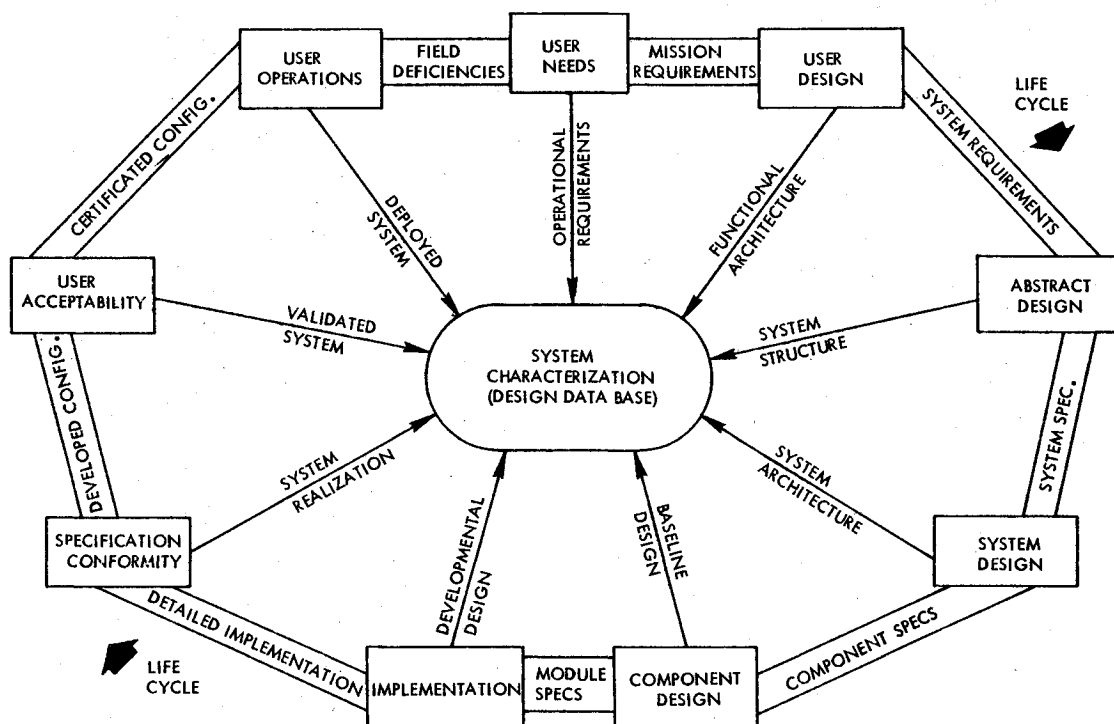 USER
OPERATIONS
FIELD
DEFICIENCIES
USER
NEEDS
MISSION
REQUIREMENTS
USER
DESIGN
LIFE
CYCLE
CERTIFICATED CONFIG.
SYSTEM REQUIREMENTS
DEPLOYED
SYSTEM
OPERATIONAL
REQUIREMENTS
FUNCTIONAL
ARCHITECTURE
USER
ACCEPTABILITY
VALIDATED
SYSTEM
SYSTEM
STRUCTURE
ABSTRACT
DESIGN
SYSTEM
CHARACTERIZATION
(DESIGN DATA BASE)
DEVELOPED CONFIG.
SYSTEM SPEC.
SYSTEM
REALIZATION
SYSTEM
ARCHITECTURE
SPECIFICATION
CONFORMITY
DEVELOPMENTAL
DESIGN
BASELINE
DESIGN
SYSTEM
DESIGN
DETAILED IMPLEMENTATION
COMPONENT SPECS
LIFE
CYCLE
IMPLEMENTATION
MODULE
SPECS
COMPONENT
DESIGN